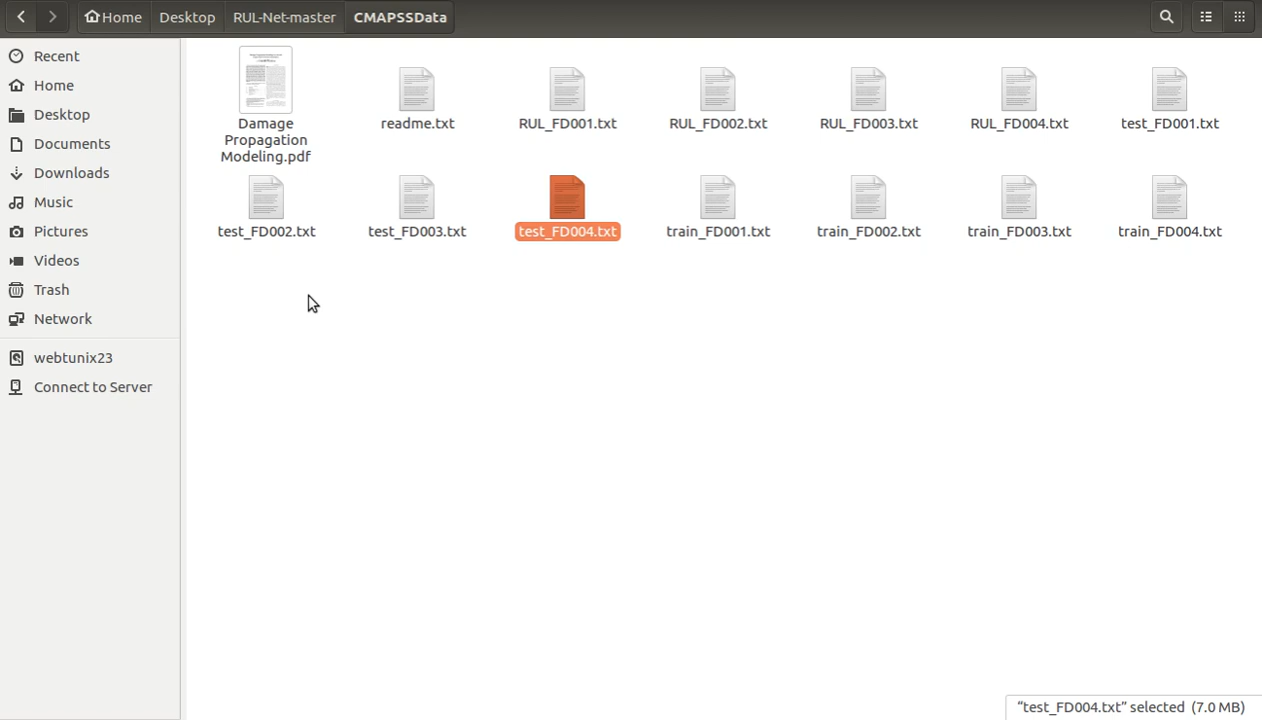 Home Desktop RUL-Net-master CMAPSSData
Recent
Home
Desktop
Documents
Downloads
Music
Pictures
Videos
Trash
Network
webtunix23
Connect to Server
Damage
Propagation
Modeling.pdf
readme.txt
RUL_FD001.txt
RUL_FD002.txt
RUL_FD003.txt
RUL_FD004.txt
test_FD001.txt
test_FD002.txt
test_FD003.txt
test_FD004.txt
train_FD001.txt
train_FD002.txt
train_FD003.txt
train_FD004.txt
“test_FD004.txt” selected (7.0 MB)